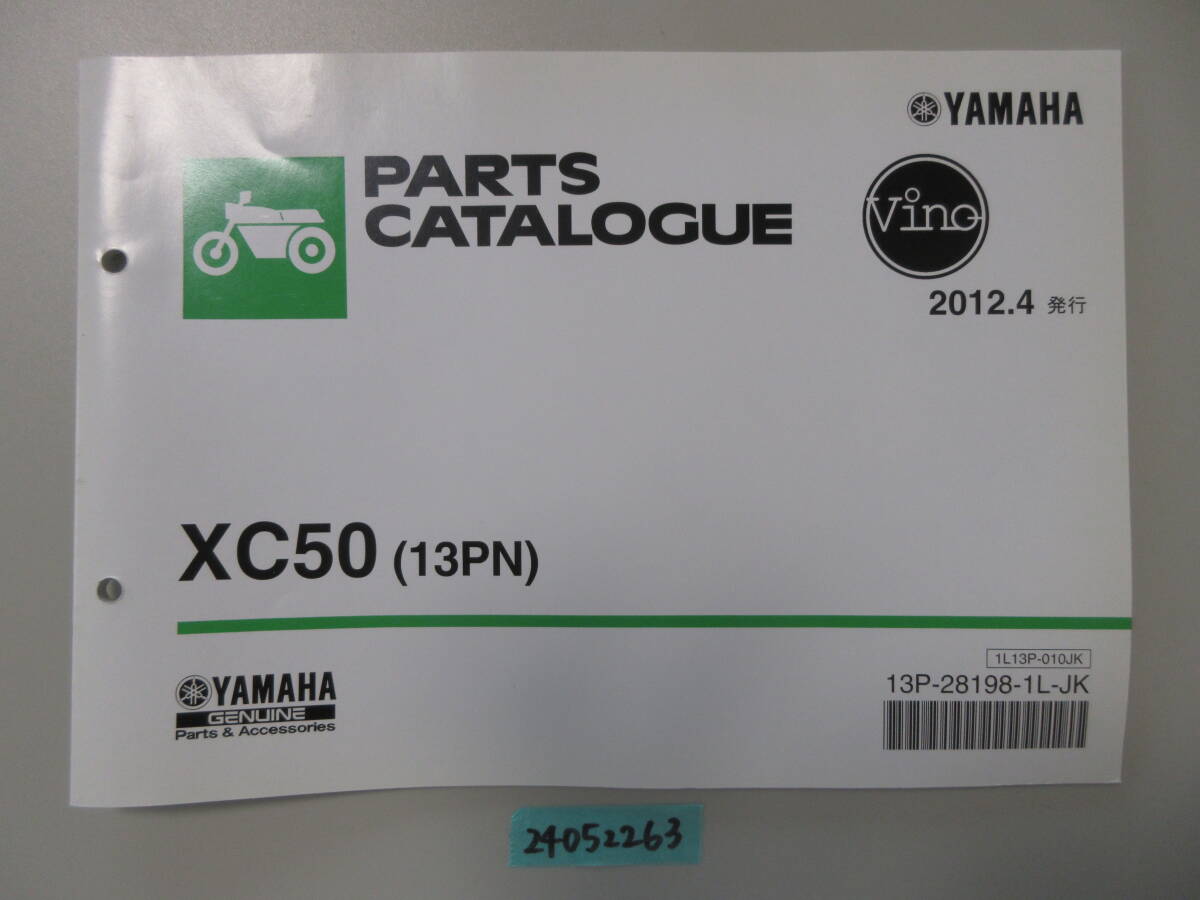 YAMAHA
PARTS
CATALOGUE
Vino
2012.4 発行
XC50 (13PN)
YAMAHA
GENUINE
Parts & Accessories
1L13P-010JK
13P-28198-1L-JK
24052263